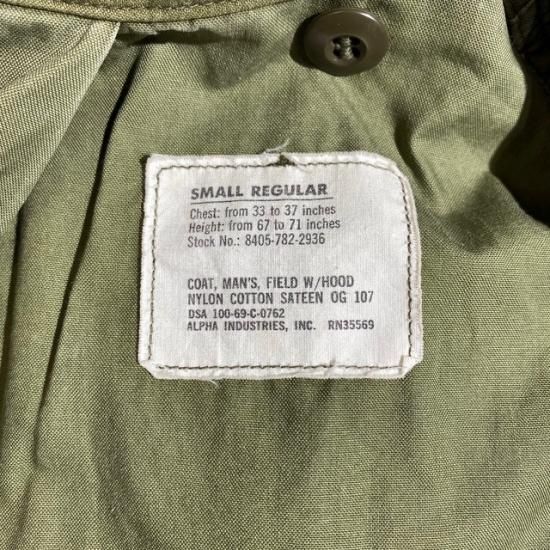 SMALL REGULAR
Chest: from 33 to 37 inches
Height: from 67 to 71 inches
Stock No.: 8405-782-2936
COAT, MAN'S, FIELD W/HOOD
NYLON COTTON SATEEN OG 107
DSA 100-69-C-0762
ALPHA INDUSTRIES, INC. RN35569